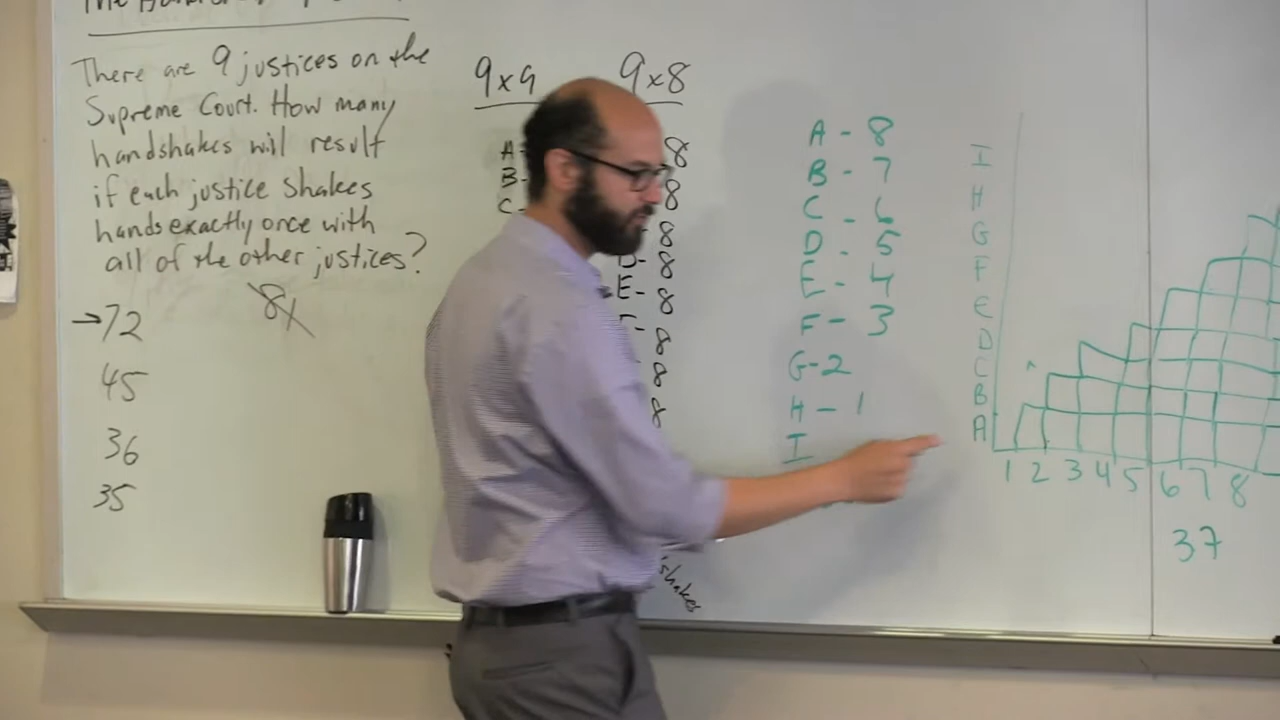 There are 9 justices on the
Supreme Court. How many
handshakes will result
if each justice shakes
hands exactly once with
all of the other justices?
8x
→72
45
36
35
9x9
A-
B-
C-
9x8
8
8
8
8
E- 8
8
8
8
shakes
A - 8
B - 7
C - 6
D - 5
E - 4
F - 3
G-2
H - 1
I
I
H
G
F
E
D
C
B
A
1 2 3 4 5 6 7 8
37